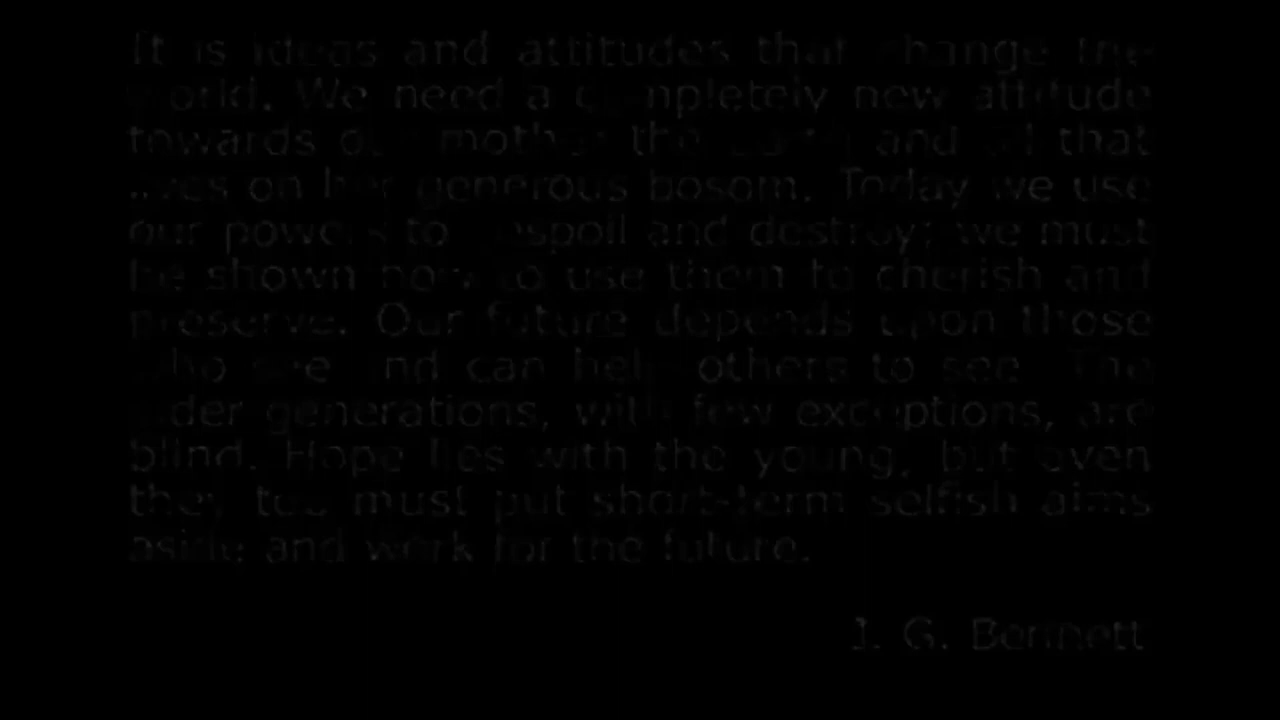 It is ideas and attitudes that change the
world. We need a completely new attitude
towards our mother the Earth and all that
lives on her generous bosom. Today we use
our powers to despoil and destroy; we must
be shown how to use them to cherish and
preserve. Our future depends upon those
who see and can help others to see. The
older generations, with few exceptions, are
blind. Hope lies with the young, but even
they too must put short-term selfish aims
aside and work for the future.
J. G. Bennett